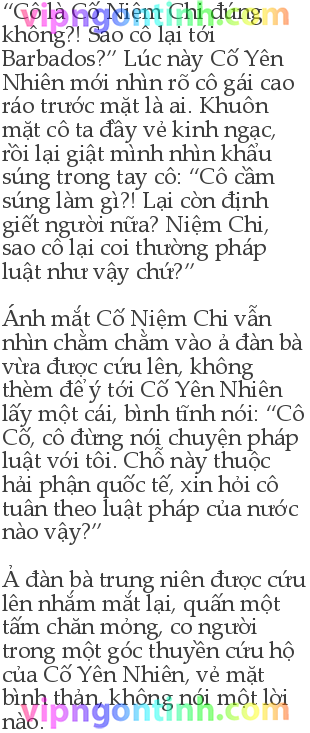 “Cô là Cố Niệm Chi đúng
không?! Sao cô lại tới
Barbados?” Lúc này Cố Yên
Nhiên mới nhìn rõ cô gái cao
ráo trước mặt là ai. Khuôn
mặt cô ta đầy vẻ kinh ngạc,
rồi lại giật mình nhìn khẩu
súng trong tay cô: “Cô cầm
súng làm gì?! Lại còn định
giết người nữa? Niệm Chi,
sao cô lại coi thường pháp
luật như vậy chứ?”
Ánh mắt Cố Niệm Chi vẫn
nhìn chằm chằm vào ả đàn bà
vừa được cứu lên, không
thèm để ý tới Cố Yên Nhiên
lấy một cái, bình tĩnh nói: “Cô
Cố, cô đừng nói chuyện pháp
luật với tôi. Chỗ này thuộc
hải phận quốc tế, xin hỏi cô
tuân theo luật pháp của nước
nào vậy?”
Ả đàn bà trung niên được cứu
lên nhắm mắt lại, quấn một
tấm chăn mỏng, co người
trong một góc thuyền cứu hộ
của Cố Yên Nhiên, vẻ mặt
bình thản, không nói một lời
nào.
vipngontinh.com
vipngontinh.com